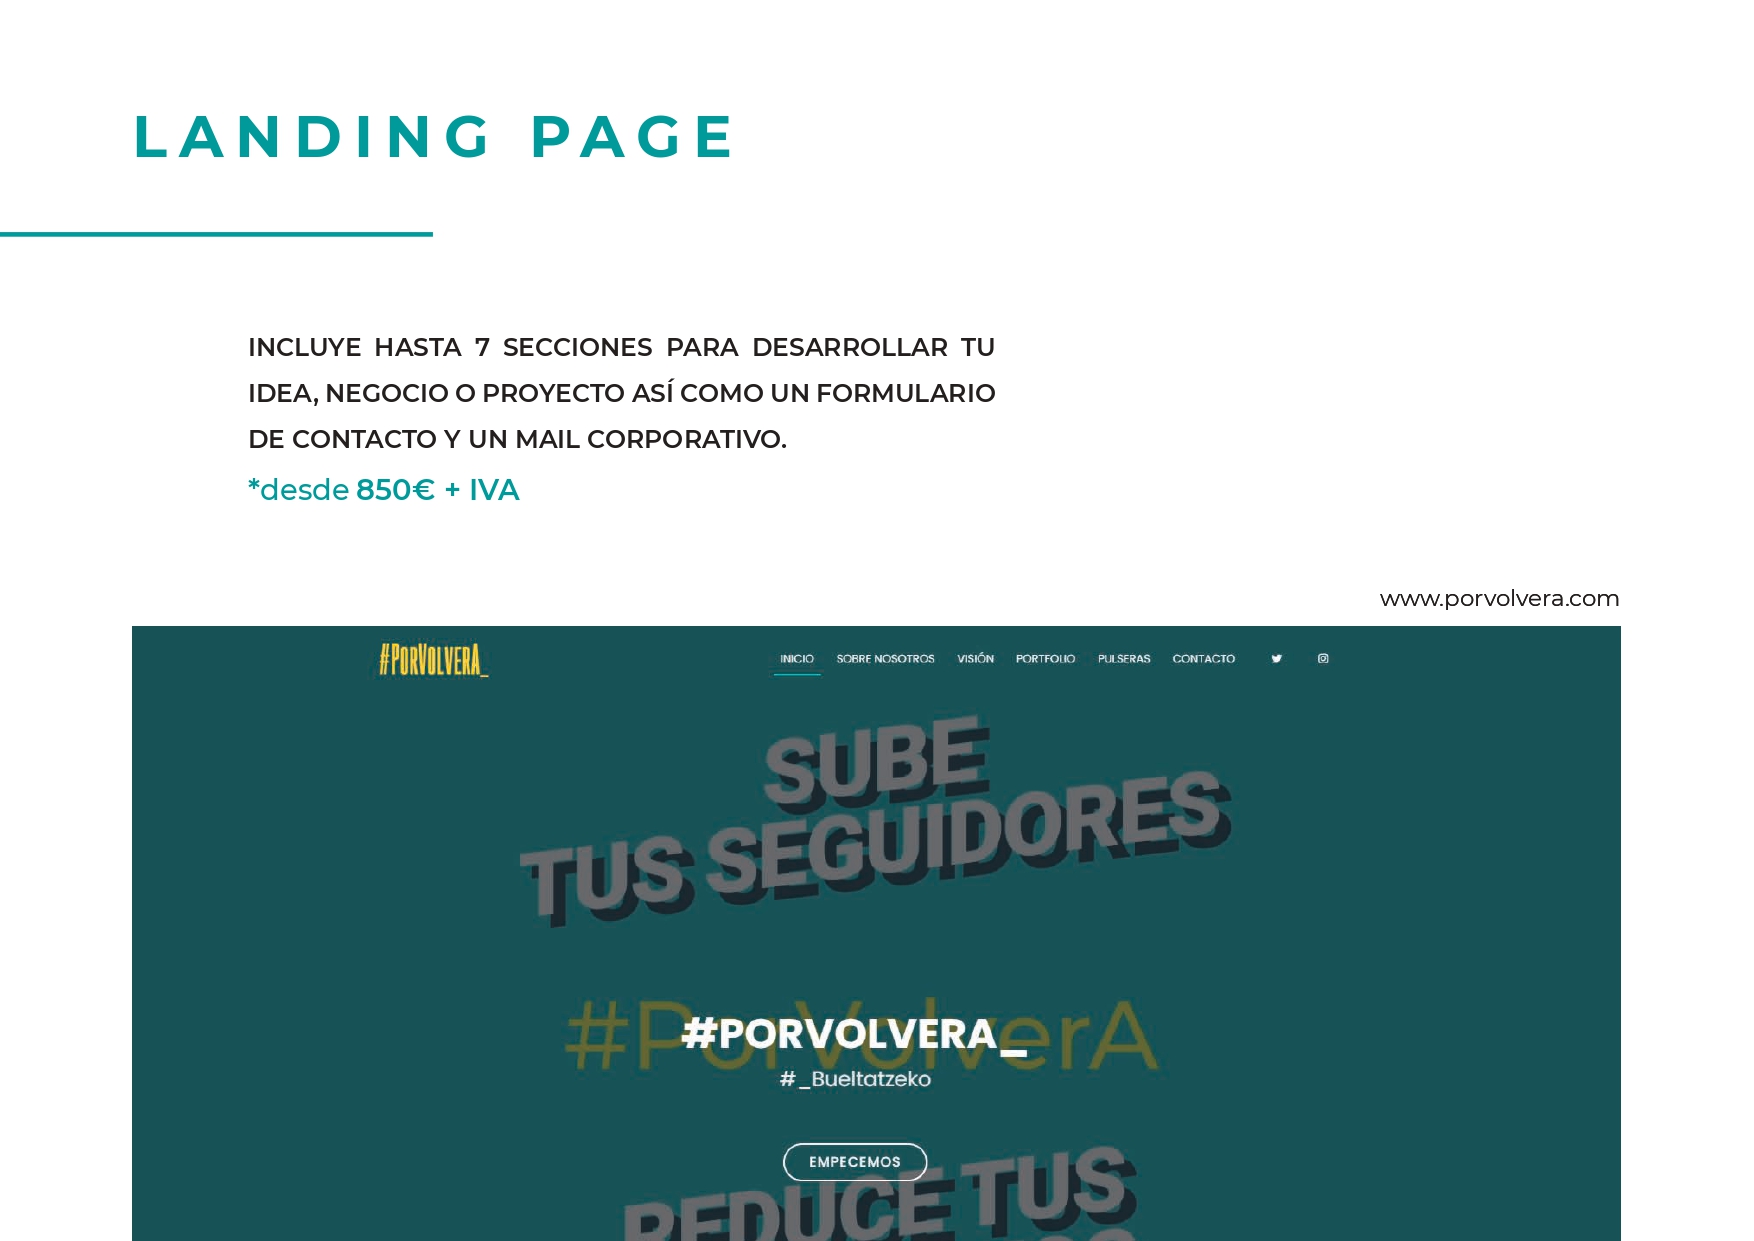 LANDING PAGE
INCLUYE HASTA 7 SECCIONES PARA DESARROLLAR TU
IDEA, NEGOCIO O PROYECTO ASÍ COMO UN FORMULARIO
DE CONTACTO Y UN MAIL CORPORATIVO.
*desde 850€ + IVA
www.porvolvera.com
#PorVolverA_
INICIO SOBRE NOSOTROS VISIÓN PORTFOLIO PULSERAS CONTACTO
SUBE
TUS SEGUIDORES
#PorVolverA
#PORVOLVERA_
#_Bueltatzeko
EMPECEMOS
REDUCE TUS